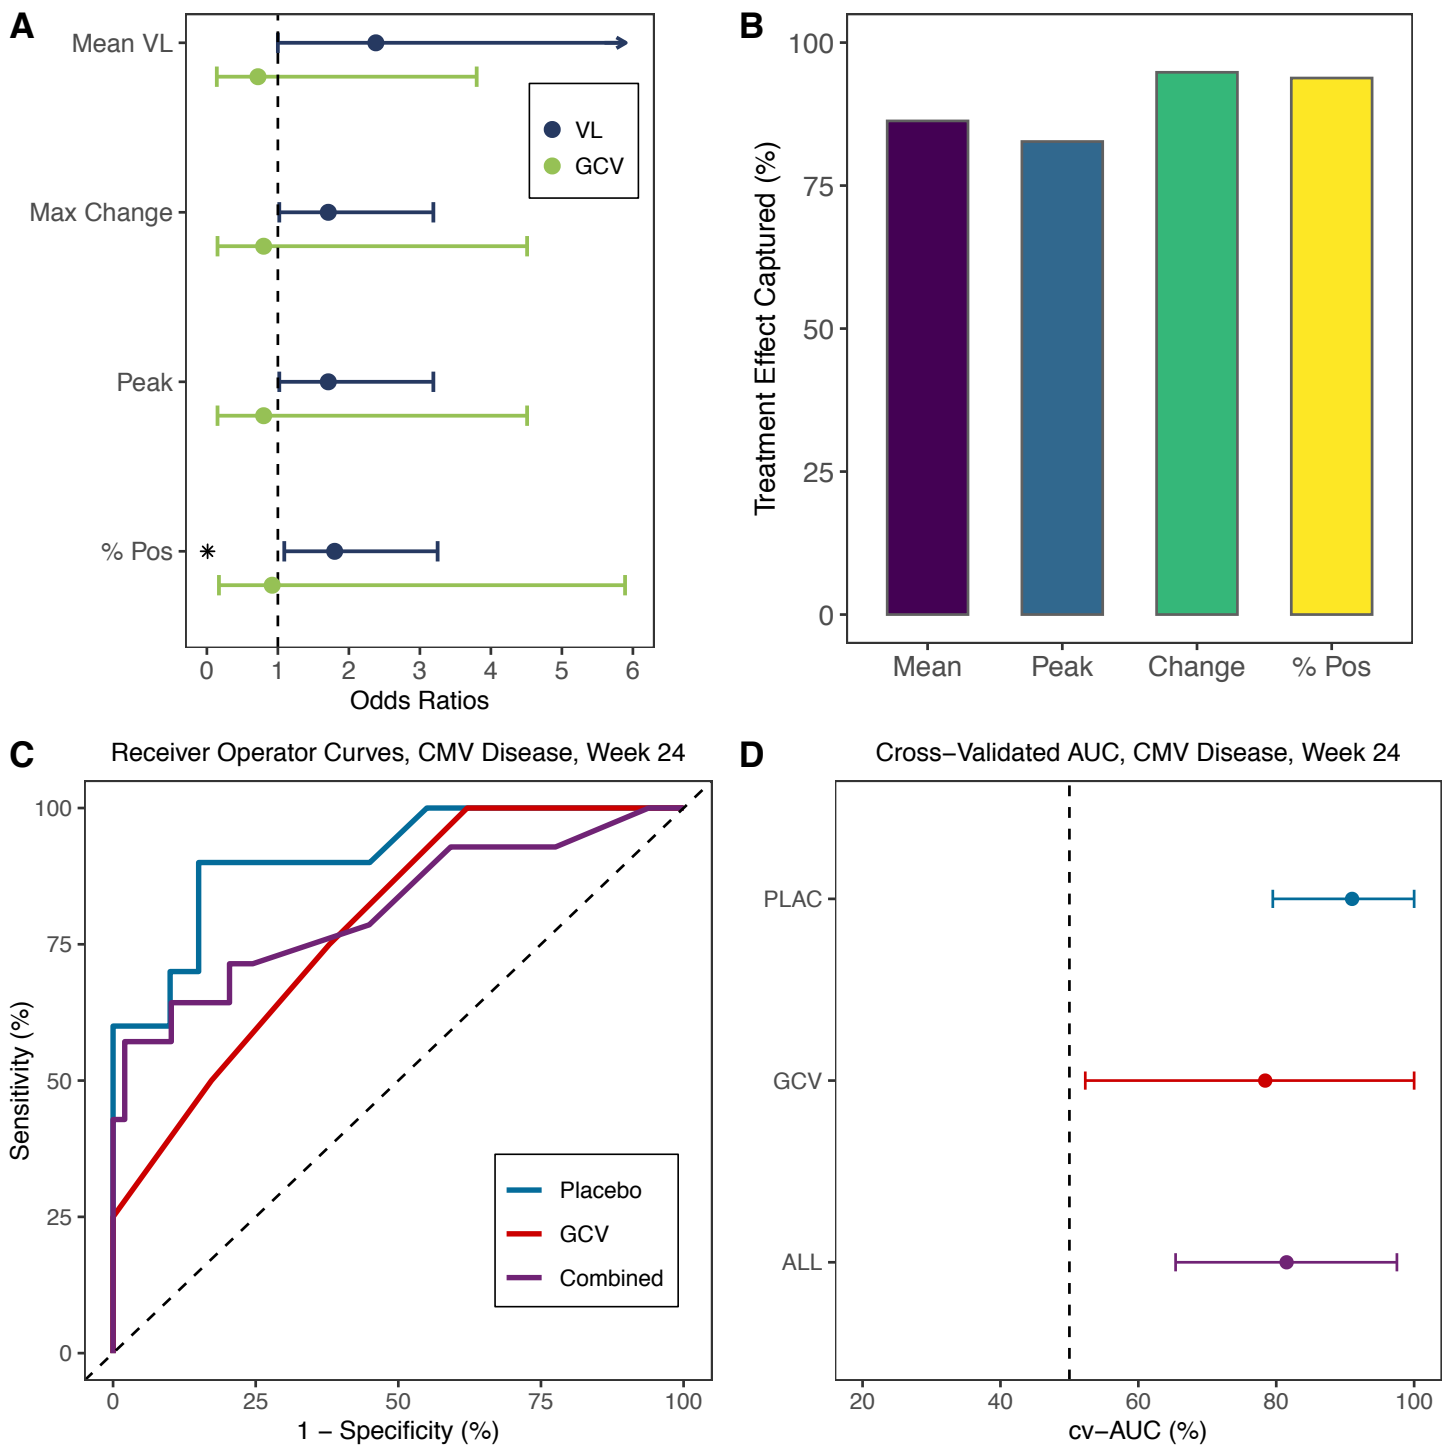 A
Mean VL
Max Change
Peak
% Pos
*
VL
GCV
0 1 2 3 4 5 6
Odds Ratios
B
Treatment Effect Captured (%)
100
75
50
25
0
Mean Peak Change % Pos
C
Receiver Operator Curves, CMV Disease, Week 24
Sensitivity (%)
100
75
50
25
0
Placebo
GCV
Combined
0 25 50 75 100
1 − Specificity (%)
D
Cross−Validated AUC, CMV Disease, Week 24
PLAC
GCV
ALL
20 40 60 80 100
cv−AUC (%)